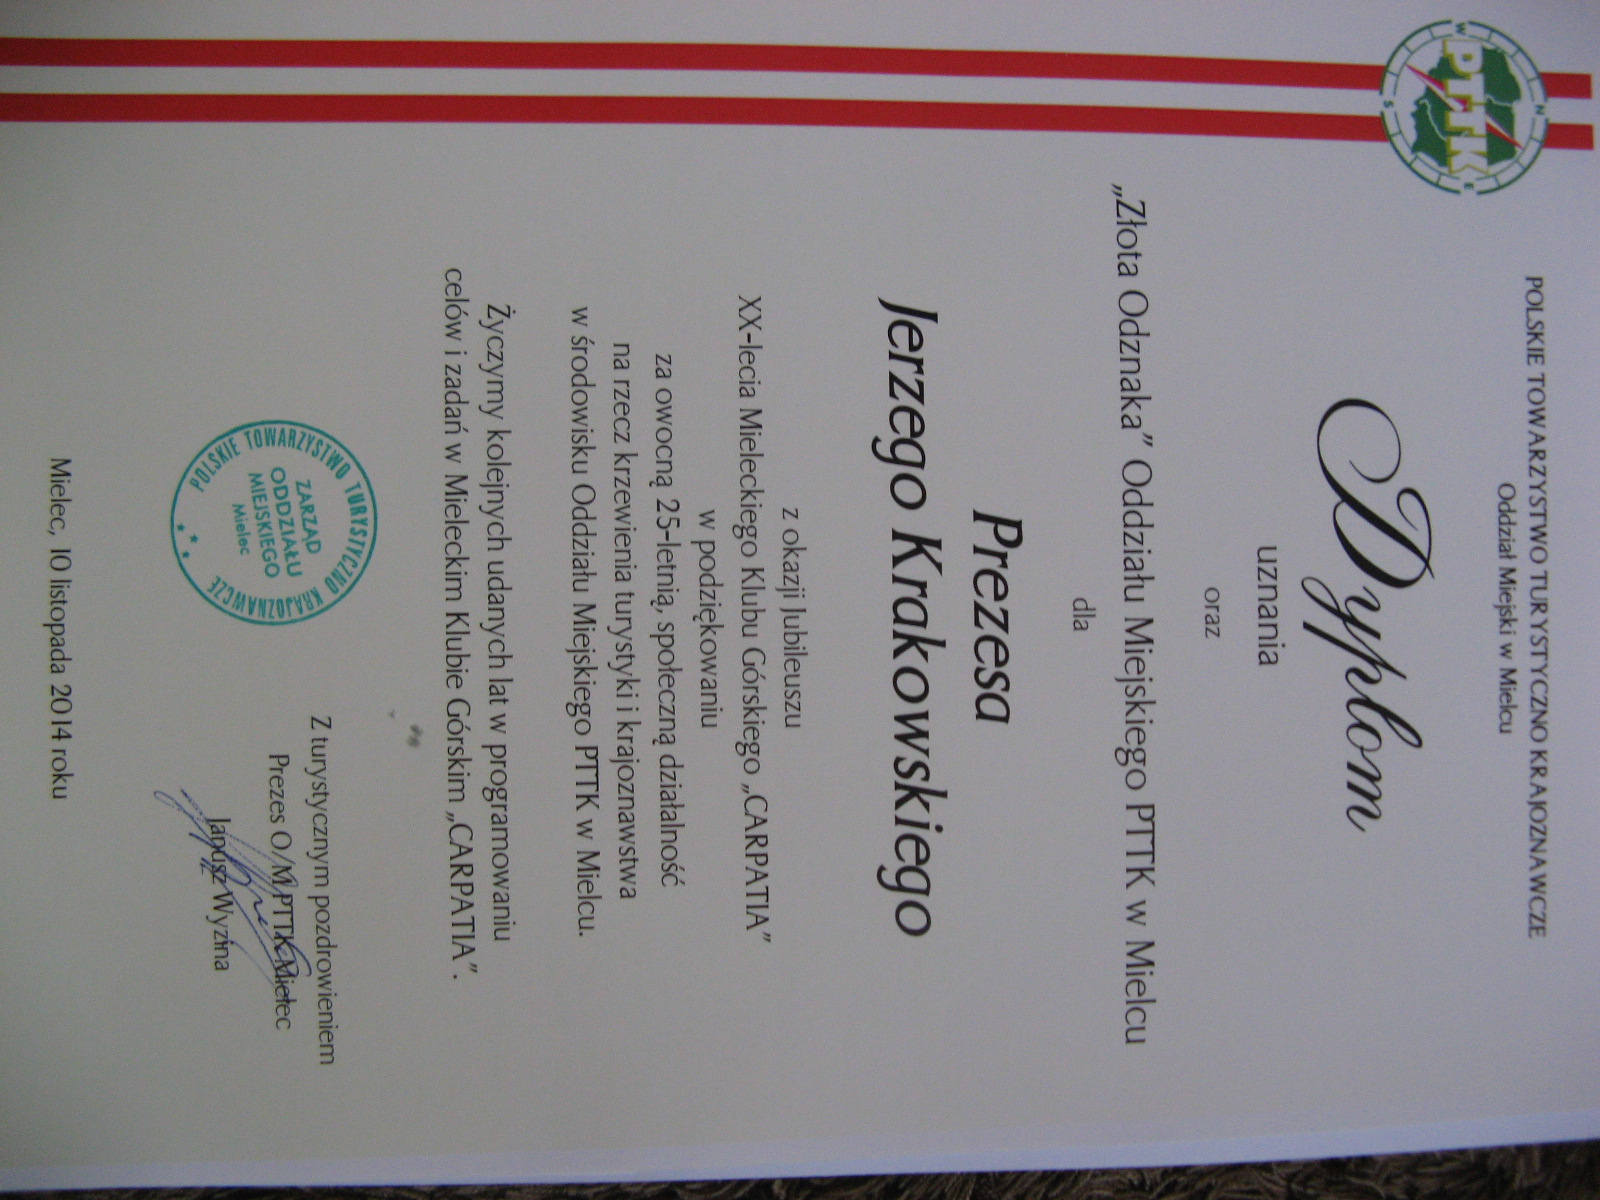 POLSKIE TOWARZYSTWO TURYSTYCZNO KRAJOZNAWCZE
Oddział Miejski w Mielcu
W
N
PTTK
S
E
Dyplom
uznania
oraz
„Złota Odznaka” Oddziału Miejskiego PTTK w Mielcu
dla
Prezesa
Jerzego Krakowskiego
z okazji Jubileuszu
XX-lecia Mieleckiego Klubu Górskiego „CARPATIA”
w podziękowaniu
za owocną 25-letnią, społeczną działalność
na rzecz krzewienia turystyki i krajoznawstwa
w środowisku Oddziału Miejskiego PTTK w Mielcu.
Życzymy kolejnych udanych lat w programowaniu
celów i zadań w Mieleckim Klubie Górskim „CARPATIA”.
POLSKIE TOWARZYSTWO TURYSTYCZNO KRAJOZNAWCZE
ZARZĄD
ODDZIAŁU
MIEJSKIEGO
Mielec
Z turystycznym pozdrowieniem
Prezes O/M PTTK Mielec
Janusz Wyzina
Mielec, 10 listopada 2014 roku